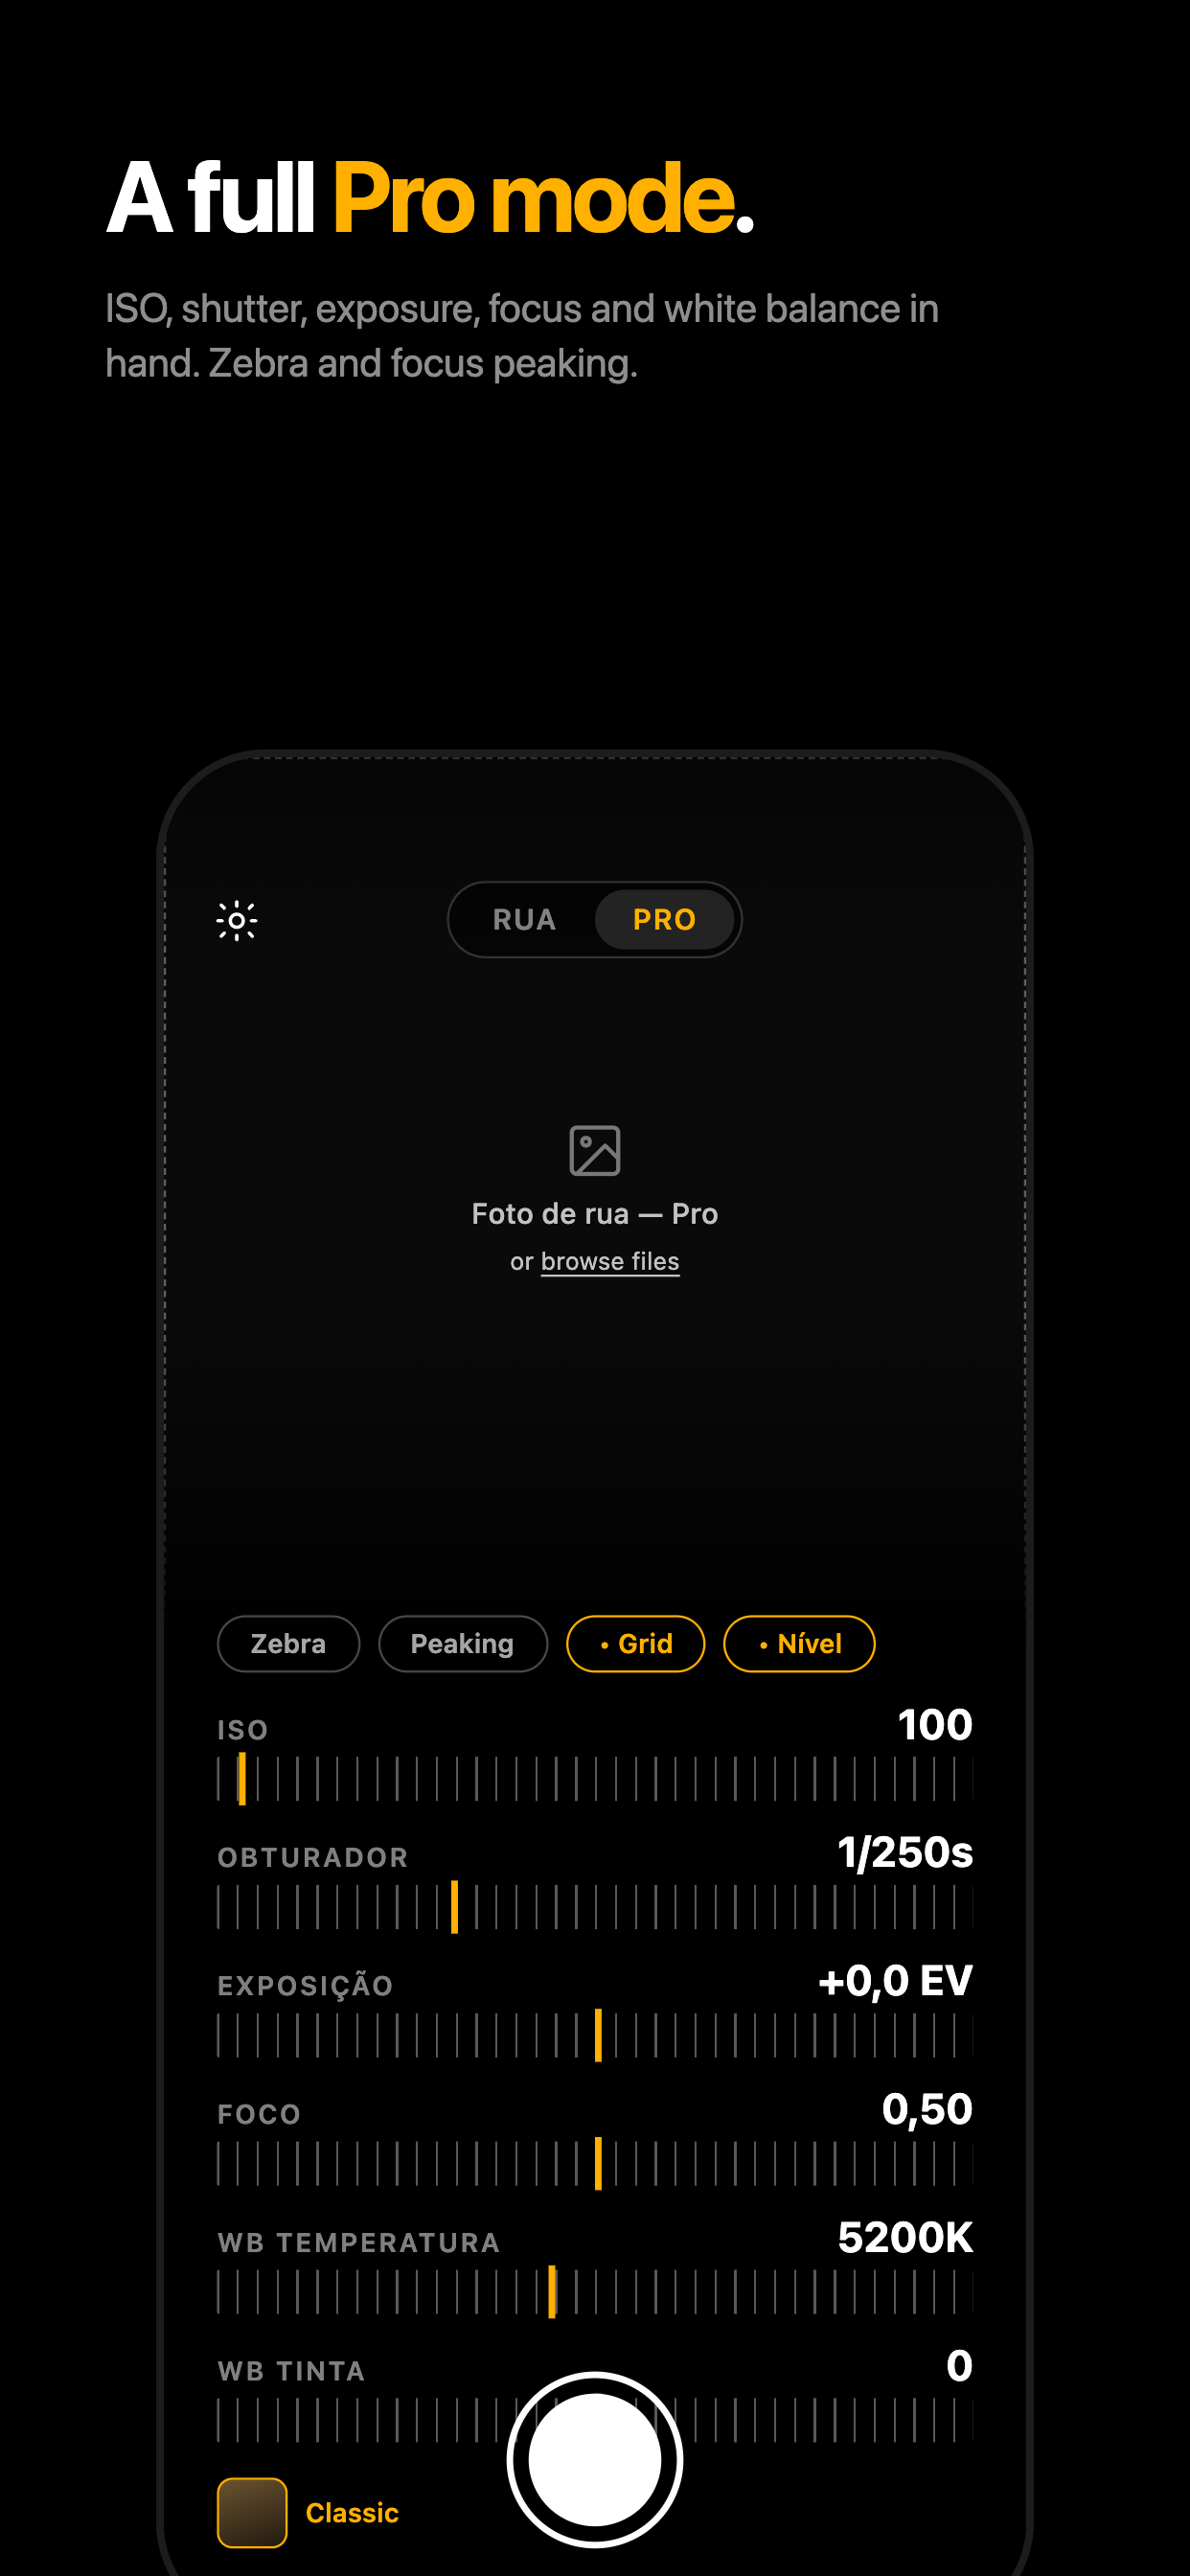 A full Pro mode.
ISO, shutter, exposure, focus and white balance in
hand. Zebra and focus peaking.
RUA PRO
Foto de rua — Pro
or browse files
Zebra Peaking • Grid • Nível
ISO 100
OBTURADOR 1/250s
EXPOSIÇÃO +0,0 EV
FOCO 0,50
WB TEMPERATURA 5200K
WB TINTA 0
Classic